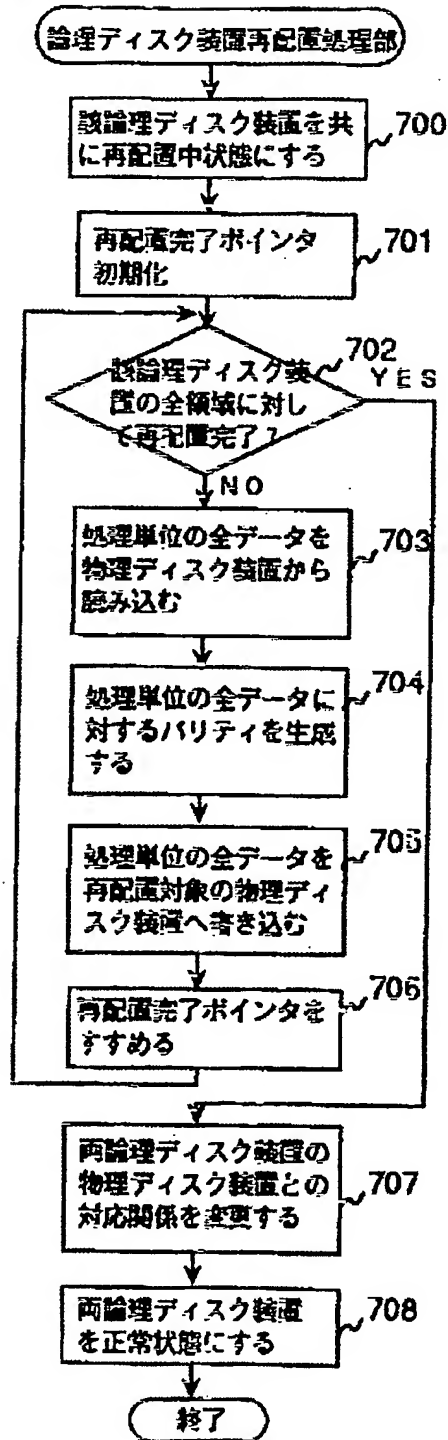 論理ディスク装置再配置処理部
該論理ディスク装置を共
に再配置中状態にする
700
再配置完了ポインタ
初期化
701
702
該論理ディスク装
置の全領域に対し
て再配置完了?
YES
NO
処理単位の全データを
物理ディスク装置から
読み込む
703
処理単位の全データに
対するパリティを生成
する
704
処理単位の全データを
再配置対象の物理ディ
スク装置へ書き込む
705
再配置完了ポインタを
すすめる
706
両論理ディスク装置の
物理ディスク装置との
対応関係を変更する
707
両論理ディスク装置
を正常状態にする
708
終了